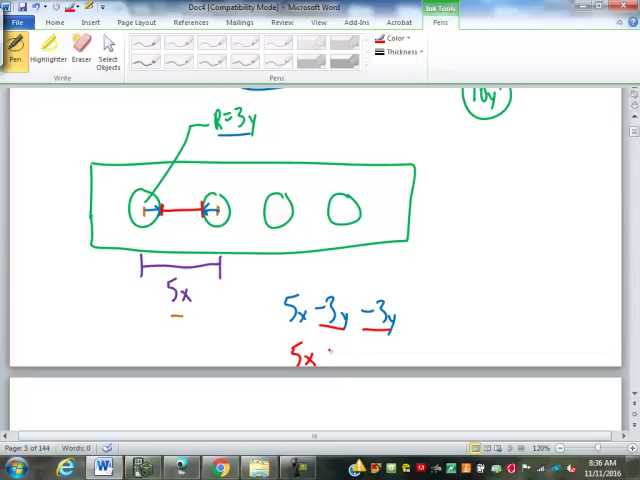 Doc4 [Compatibility Mode] - Microsoft Word
Ink Tools
File
Home
Insert
Page Layout
References
Mailings
Review
View
Add-Ins
Acrobat
Pens
Pen
Highlighter
Eraser
Select Objects
Color
Thickness
Write
Pens
10y
R=3y
5x
5x -3y -3y
5x
Page: 3 of 144
Words: 0
120%
8:36 AM
11/11/2016